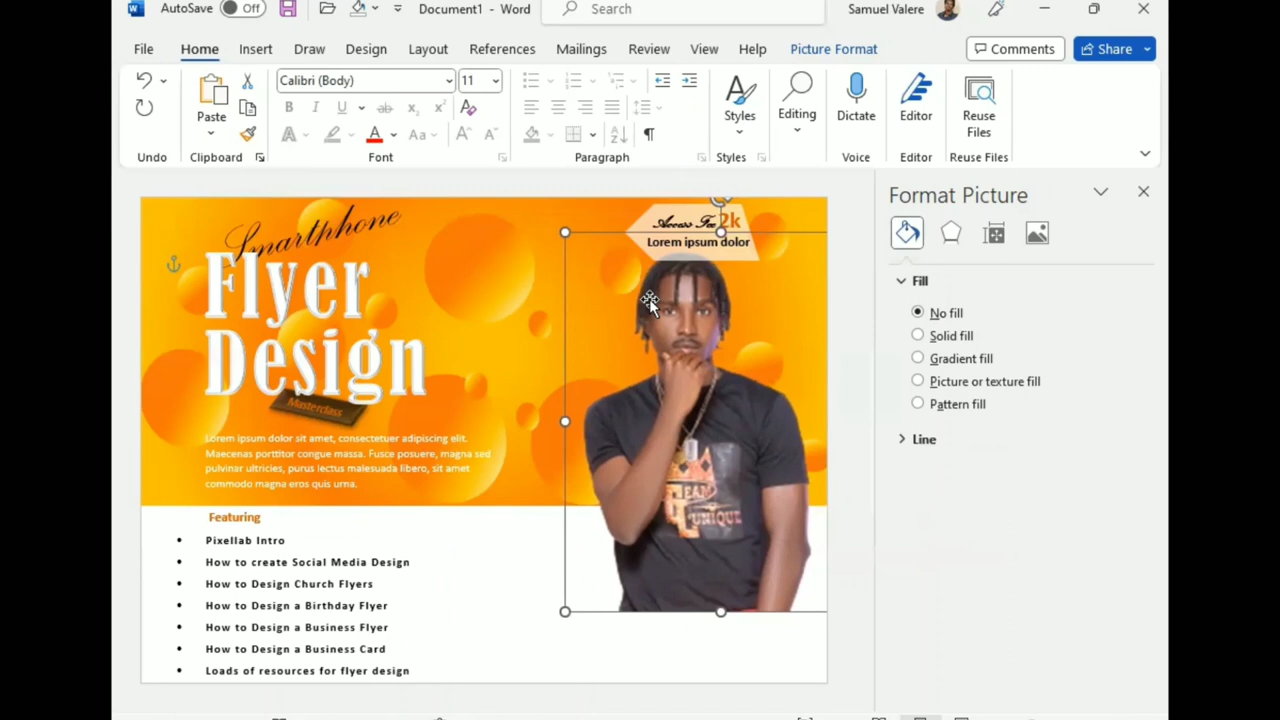 AutoSave Off Document1 - Word Search Samuel Valere
File Home Insert Draw Design Layout References Mailings Review View Help Picture Format Comments Share
Calibri (Body) 11
Paste Styles Editing Dictate Editor Reuse Files
Undo Clipboard Font Paragraph Styles Voice Editor Reuse Files
Format Picture
Fill
No fill
Solid fill
Gradient fill
Picture or texture fill
Pattern fill
Line
Smartphone
Flyer
Design
Masterclass
Lorem ipsum dolor sit amet, consectetuer adipiscing elit.
Maecenas porttitor congue massa. Fusce posuere, magna sed
pulvinar ultricies, purus lectus malesuada libero, sit amet
commodo magna eros quis urna.
Access Fee 2k
Lorem ipsum dolor
TEAM
UNIQUE
Featuring
• Pixellab Intro
• How to create Social Media Design
• How to Design Church Flyers
• How to Design a Birthday Flyer
• How to Design a Business Flyer
• How to Design a Business Card
• Loads of resources for flyer design